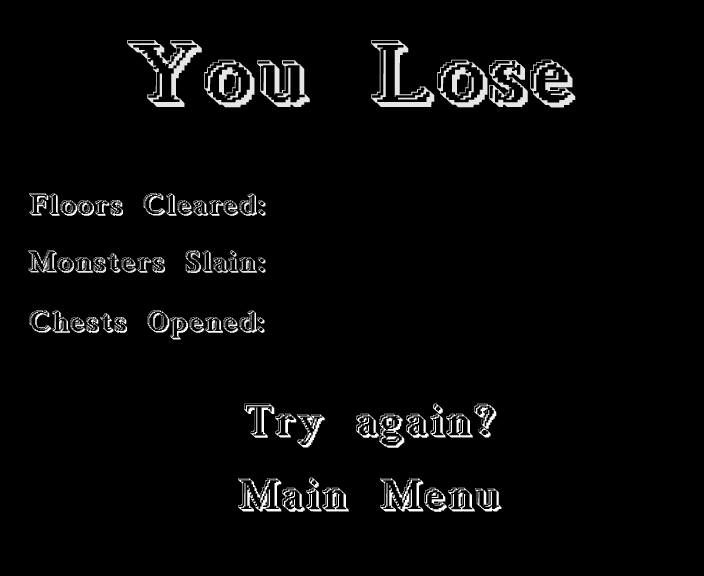 You Lose
Floors Cleared:
Monsters Slain:
Chests Opened:
Try again?
Main Menu